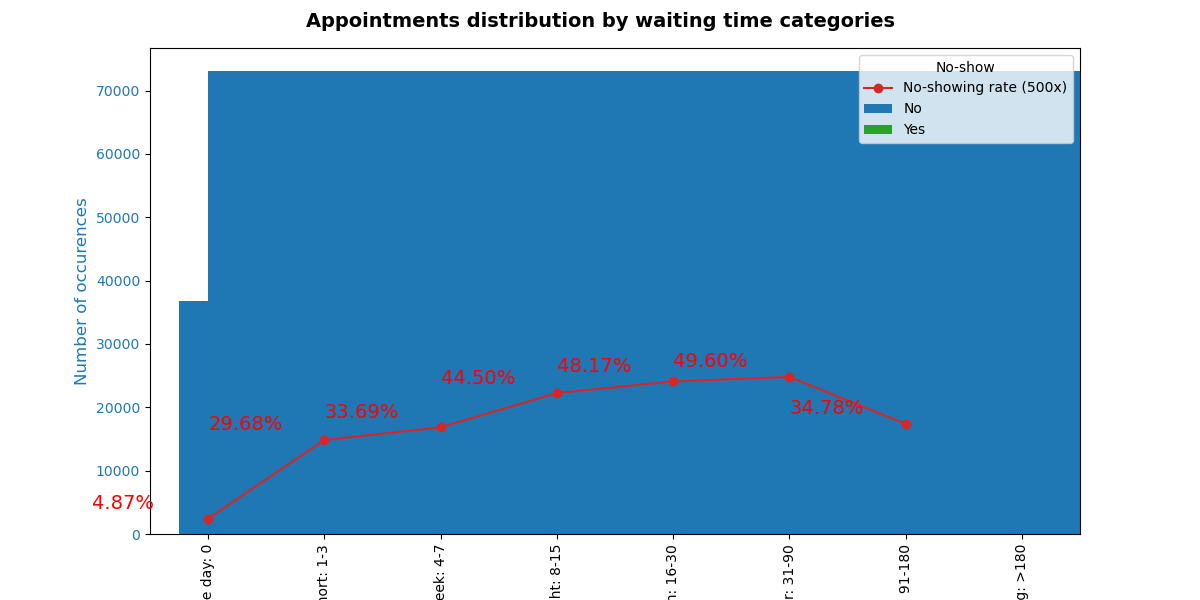 Appointments distribution by waiting time categories
No-show
No-showing rate (500x)
No
Yes
Number of occurences
70000
60000
50000
40000
30000
20000
10000
0
4.87%
29.68%
33.69%
44.50%
48.17%
49.60%
34.78%
e day: 0
ort: 1-3
eek: 4-7
ht: 8-15
: 16-30
r: 31-90
91-180
g: >180